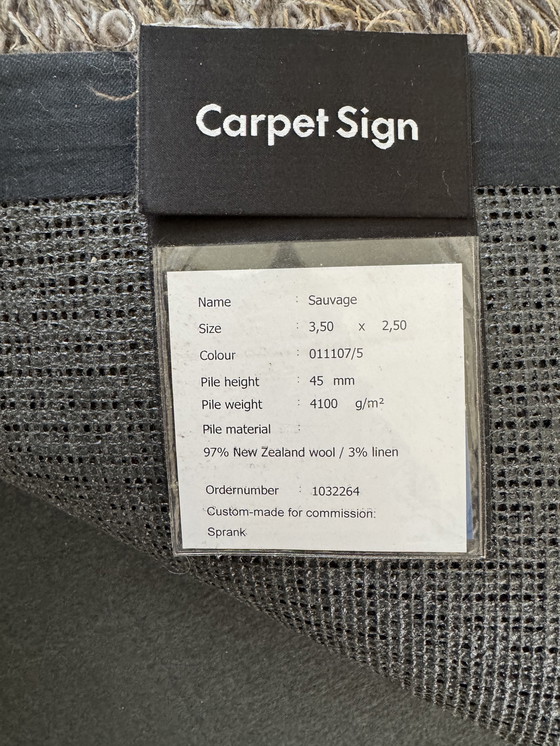 Carpet Sign
Name : Sauvage
Size : 3,50 x 2,50
Colour : 011107/5
Pile height : 45 mm
Pile weight : 4100 g/m²
Pile material :
97% New Zealand wool / 3% linen
Ordernumber : 1032264
Custom-made for commission:
Sprank